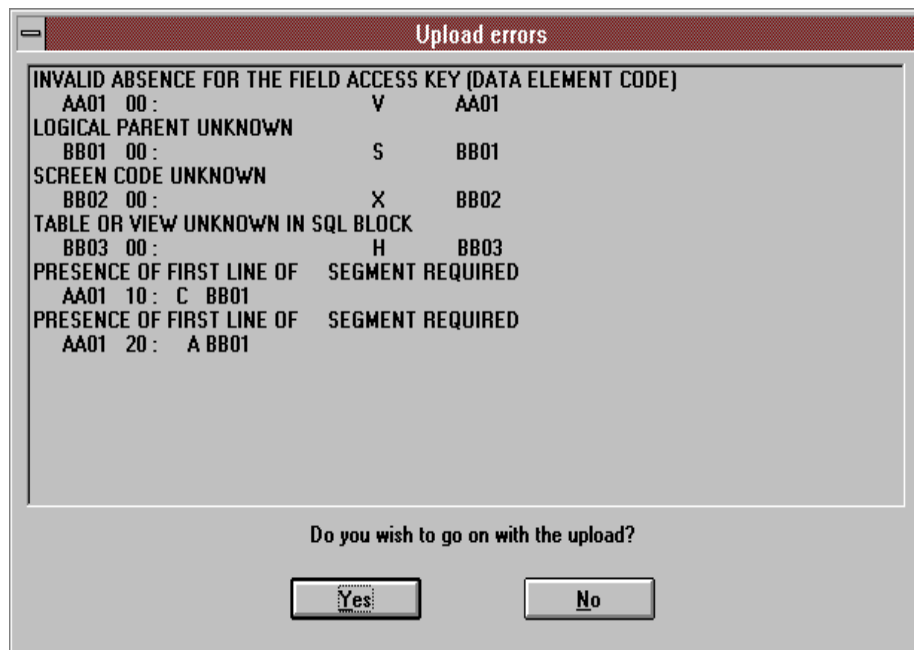 Upload errors
INVALID ABSENCE FOR THE FIELD ACCESS KEY (DATA ELEMENT CODE)
AA01 00 : V AA01
LOGICAL PARENT UNKNOWN
BB01 00 : S BB01
SCREEN CODE UNKNOWN
BB02 00 : X BB02
TABLE OR VIEW UNKNOWN IN SQL BLOCK
BB03 00 : H BB03
PRESENCE OF FIRST LINE OF SEGMENT REQUIRED
AA01 10 : C BB01
PRESENCE OF FIRST LINE OF SEGMENT REQUIRED
AA01 20 : A BB01
Do you wish to go on with the upload?
Yes No